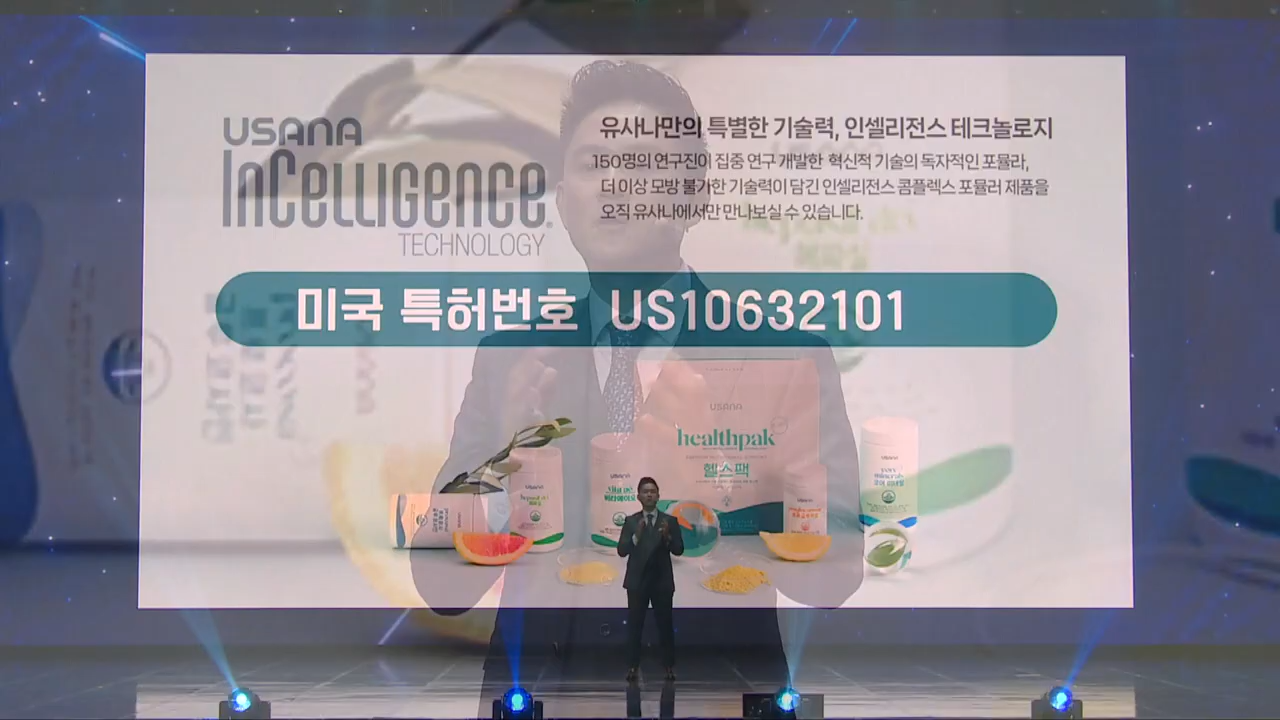 USANA
InCelligence
TECHNOLOGY
유사나만의 특별한 기술력, 인셀리전스 테크놀로지
150명의 연구진이 집중 연구 개발한 혁신적 기술의 독자적인 포뮬라,
더 이상 모방 불가한 기술력이 담긴 인셀리전스 콤플렉스 포뮬러 제품을
오직 유사나에서만 만나보실 수 있습니다.
미국 특허번호 US10632101
USANA
healthpak
헬스팩
USANA
USANA
USANA
USANA